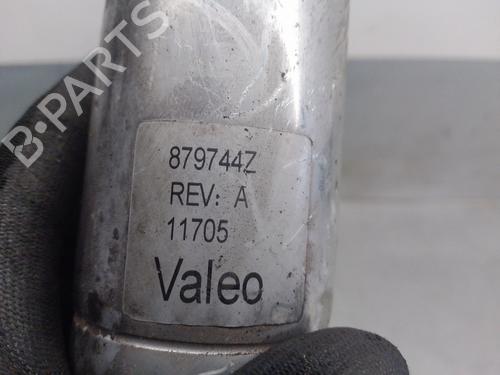 879744Z
REV: A
11705
Valeo
B-PARTS